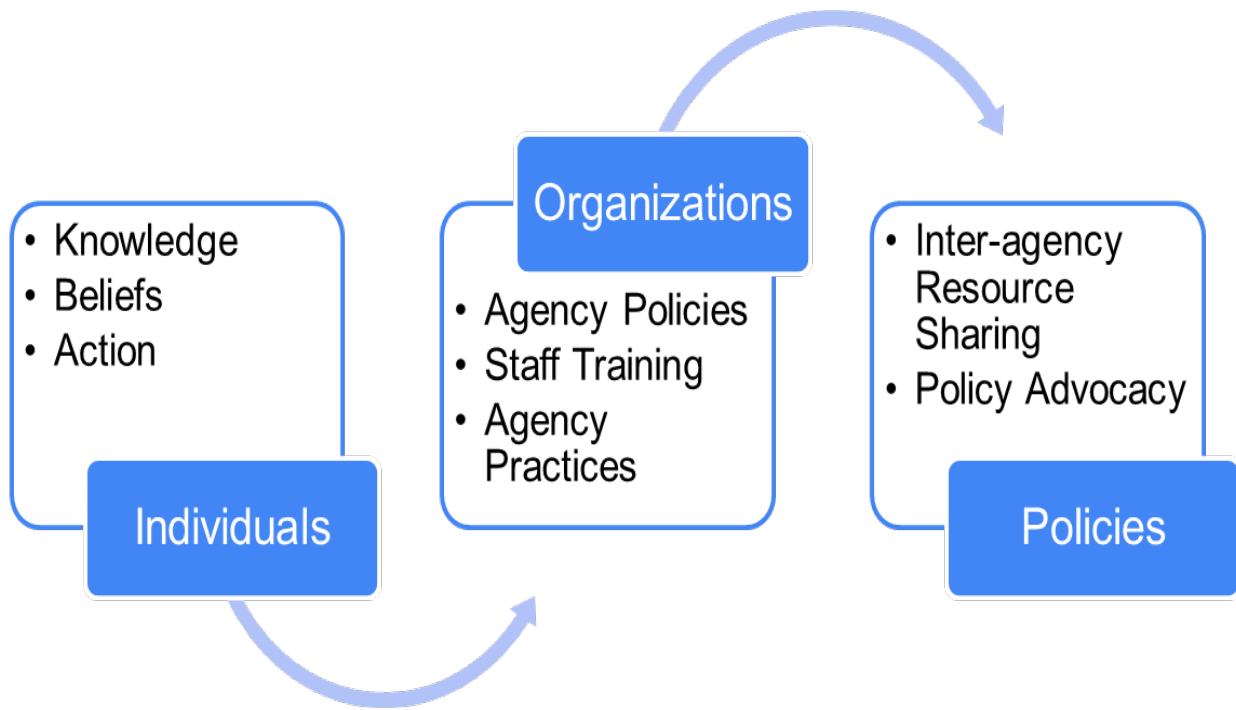 • Knowledge
• Beliefs
• Action
Individuals
Organizations
• Agency Policies
• Staff Training
• Agency
Practices
• Inter-agency
Resource
Sharing
• Policy Advocacy
Policies